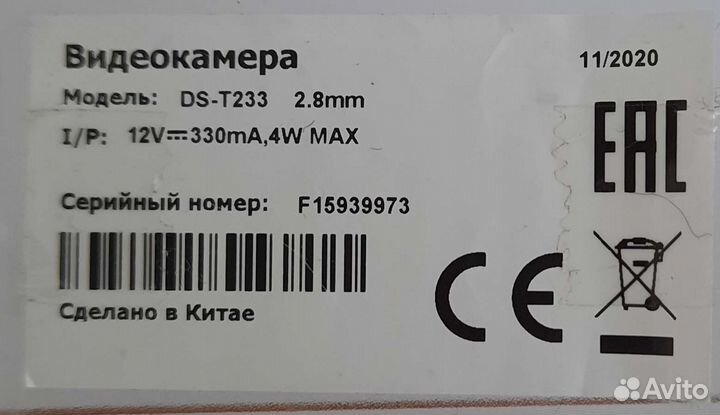 Видеокамера
11/2020
Модель: DS-T233 2.8mm
I/P: 12V⎓330mA,4W MAX
EAC
Серийный номер: F15939973
CE
Сделано в Китае
Avito